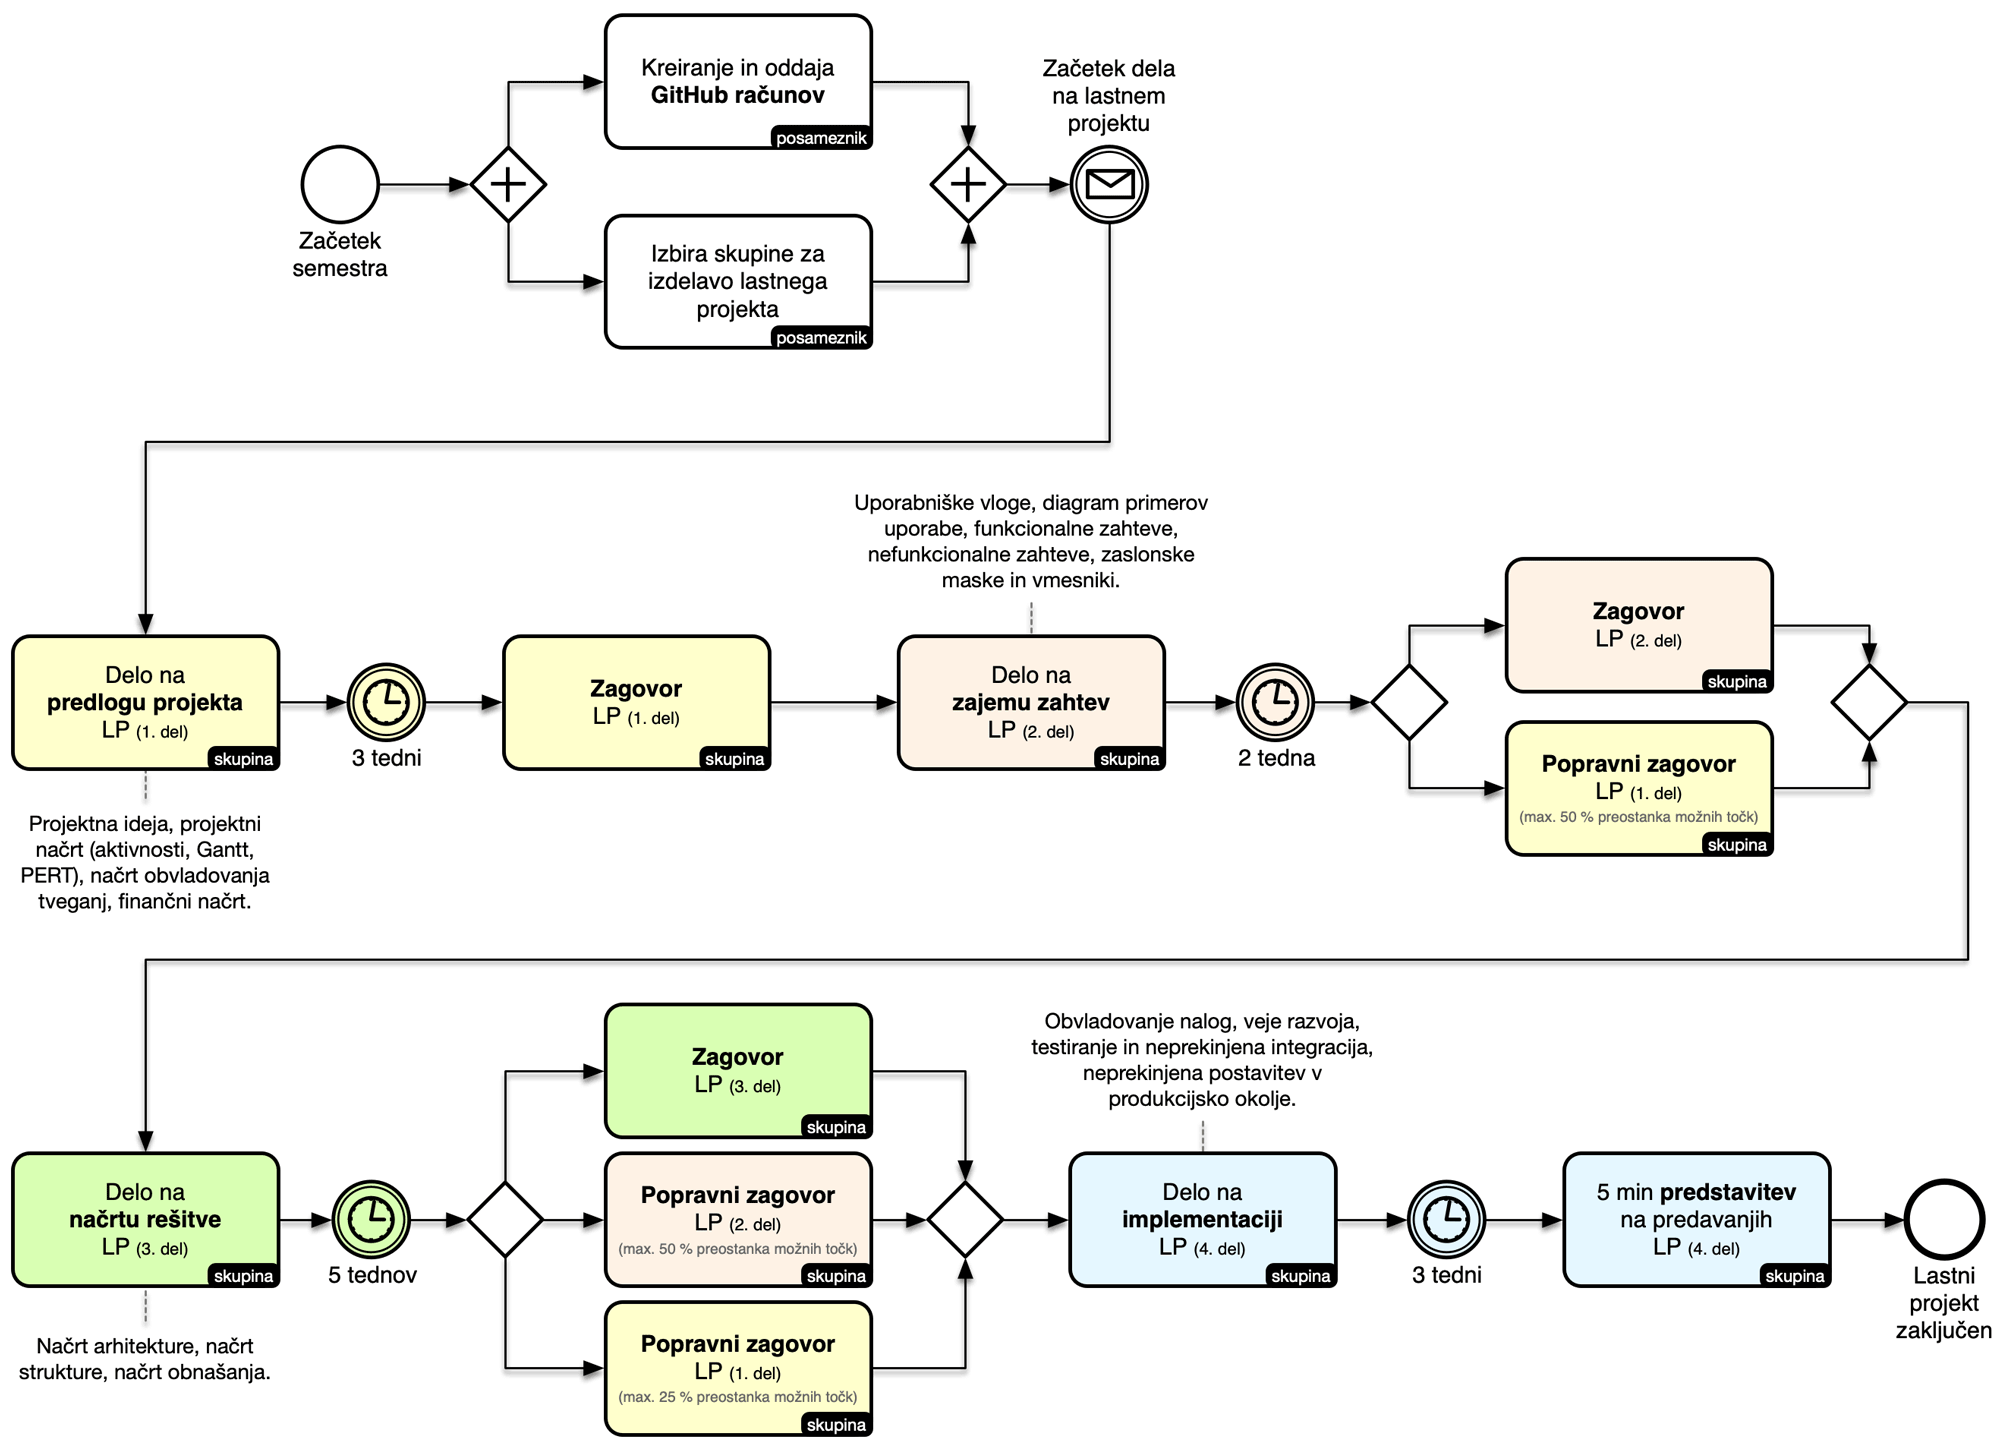 Kreiranje in oddaja
GitHub računov
posameznik
Začetek dela
na lastnem
projektu
Začetek
semestra
Izbira skupine za
izdelavo lastnega
projekta
posameznik
Uporabniške vloge, diagram primerov
uporabe, funkcionalne zahteve,
nefunkcionalne zahteve, zaslonske
maske in vmesniki.
Delo na
predlogu projekta
LP (1. del)
skupina
3 tedni
Zagovor
LP (1. del)
skupina
Delo na
zajemu zahtev
LP (2. del)
skupina
2 tedna
Zagovor
LP (2. del)
skupina
Popravni zagovor
LP (1. del)
(max. 50 % preostanka možnih točk)
skupina
Projektna ideja, projektni
načrt (aktivnosti, Gantt,
PERT), načrt obvladovanja
tveganj, finančni načrt.
Delo na
načrtu rešitve
LP (3. del)
skupina
5 tednov
Načrt arhitekture, načrt
strukture, načrt obnašanja.
Zagovor
LP (3. del)
skupina
Popravni zagovor
LP (2. del)
(max. 50 % preostanka možnih točk)
skupina
Popravni zagovor
LP (1. del)
(max. 25 % preostanka možnih točk)
skupina
Obvladovanje nalog, veje razvoja,
testiranje in neprekinjena integracija,
neprekinjena postavitev v
produkcijsko okolje.
Delo na
implementaciji
LP (4. del)
skupina
3 tedni
5 min predstavitev
na predavanjih
LP (4. del)
skupina
Lastni
projekt
zaključen